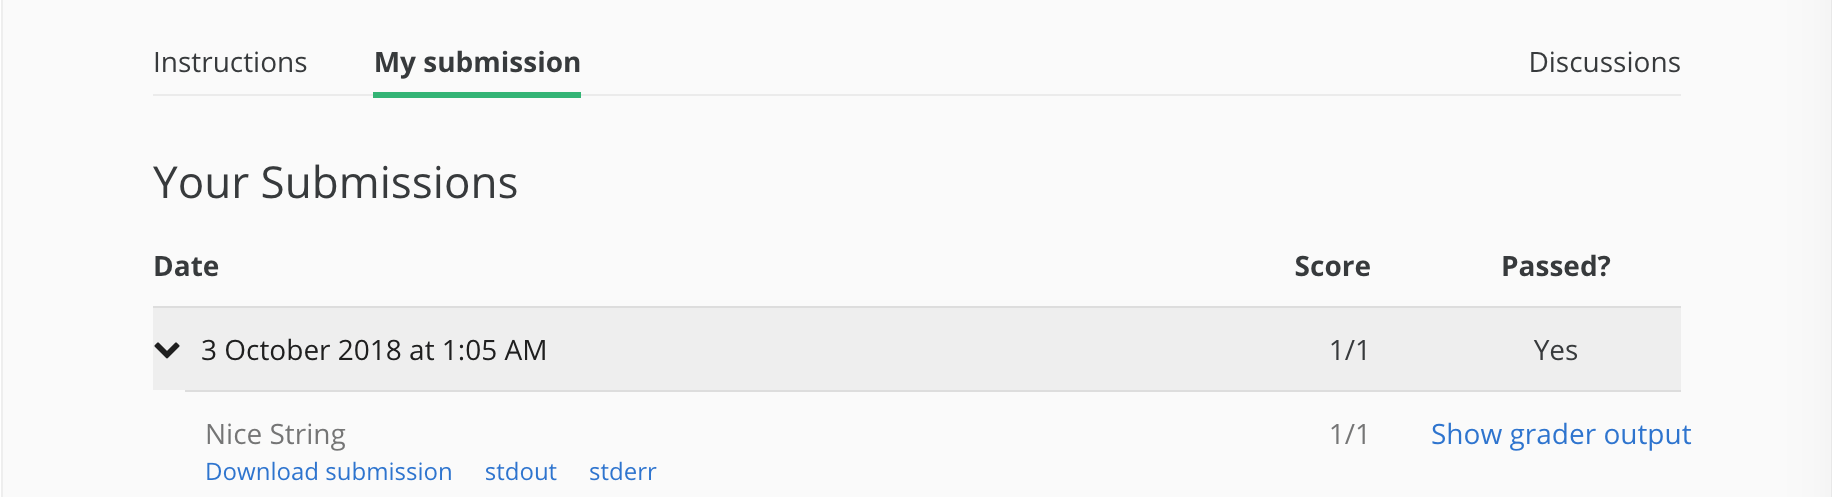 Instructions My submission Discussions
Your Submissions
Date Score Passed?
3 October 2018 at 1:05 AM 1/1 Yes
Nice String 1/1 Show grader output
Download submission stdout stderr